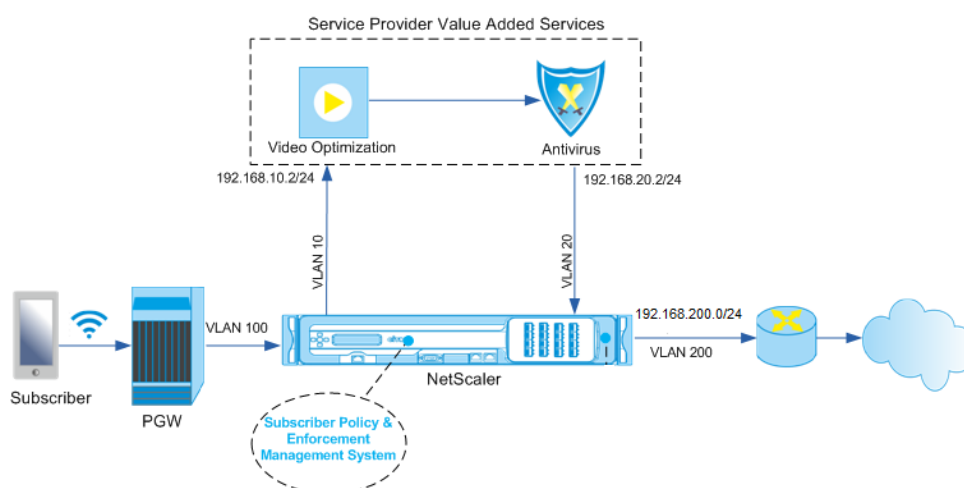 Service Provider Value Added Services
Video Optimization
Antivirus
192.168.10.2/24
192.168.20.2/24
VLAN 10
VLAN 20
VLAN 100
192.168.200.0/24
VLAN 200
NetScaler
Subscriber
PGW
Subscriber Policy &
Enforcement
Management System